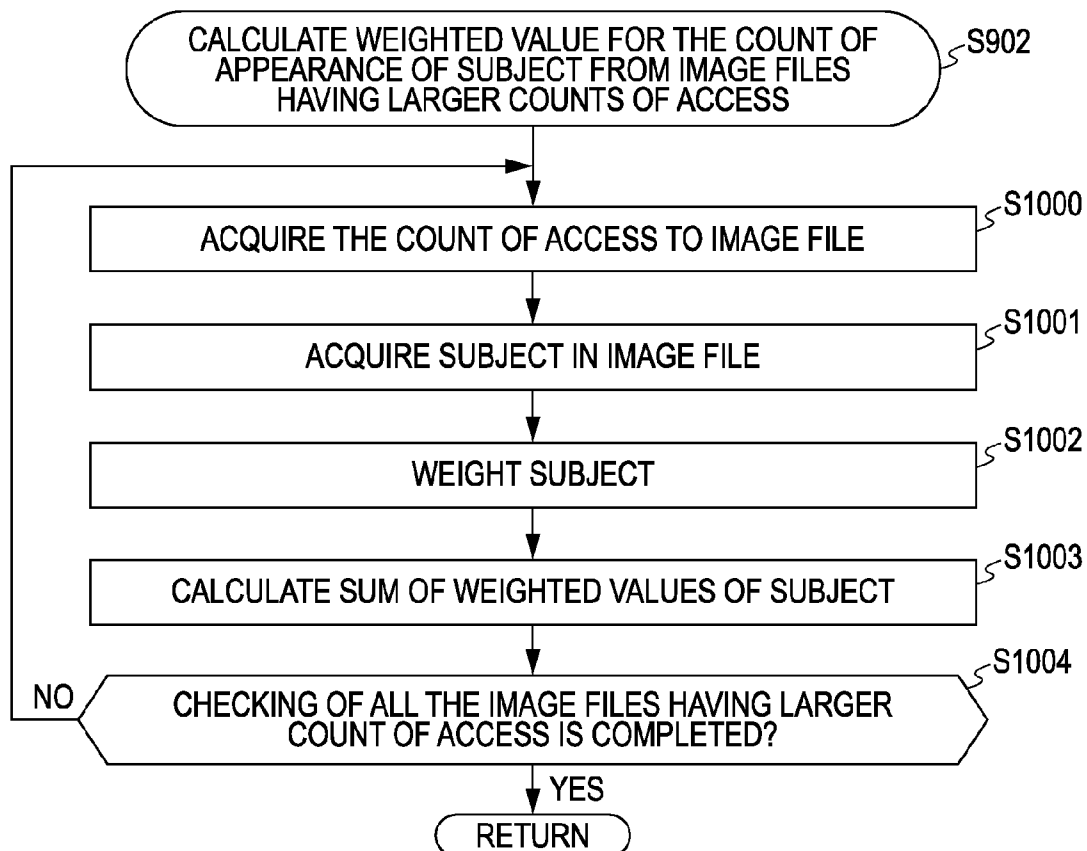 CALCULATE WEIGHTED VALUE FOR THE COUNT OF
APPEARANCE OF SUBJECT FROM IMAGE FILES
HAVING LARGER COUNTS OF ACCESS
S902
S1000
ACQUIRE THE COUNT OF ACCESS TO IMAGE FILE
S1001
ACQUIRE SUBJECT IN IMAGE FILE
S1002
WEIGHT SUBJECT
S1003
CALCULATE SUM OF WEIGHTED VALUES OF SUBJECT
S1004
NO
CHECKING OF ALL THE IMAGE FILES HAVING LARGER
COUNT OF ACCESS IS COMPLETED?
YES
RETURN